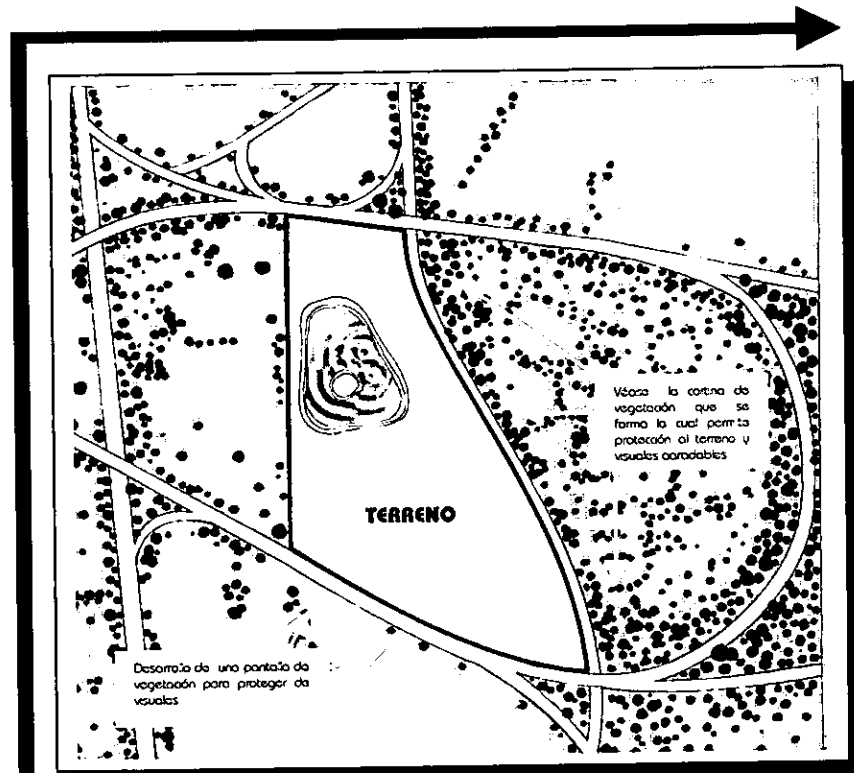 Véase la cortina de
vegetación que se
forma la cual permite
protección al terreno y
visuales agradables
TERRENO
Desarrollo de una pantalla de
vegetación para proteger de
visuales